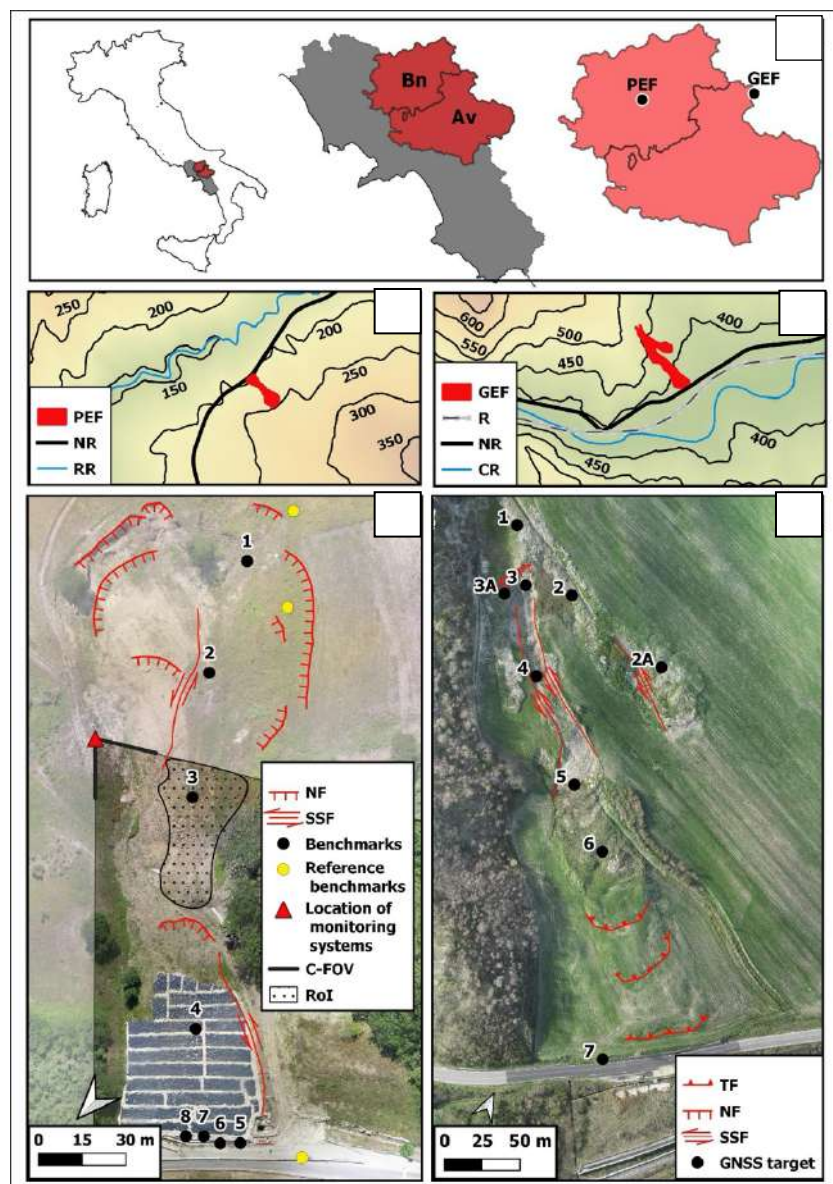 Bn
Av
PEF
GEF
250
200
200
150
250
300
350
PEF
NR
RR
600
550
500
450
400
400
450
GEF
R
NR
CR
1
2
3
4
8 7 6 5
NF
SSF
Benchmarks
Reference
benchmarks
Location of
monitoring
systems
C-FOV
RoI
0 15 30 m
1
3A
3
2
2A
4
5
6
7
TF
NF
SSF
GNSS target
0 25 50 m